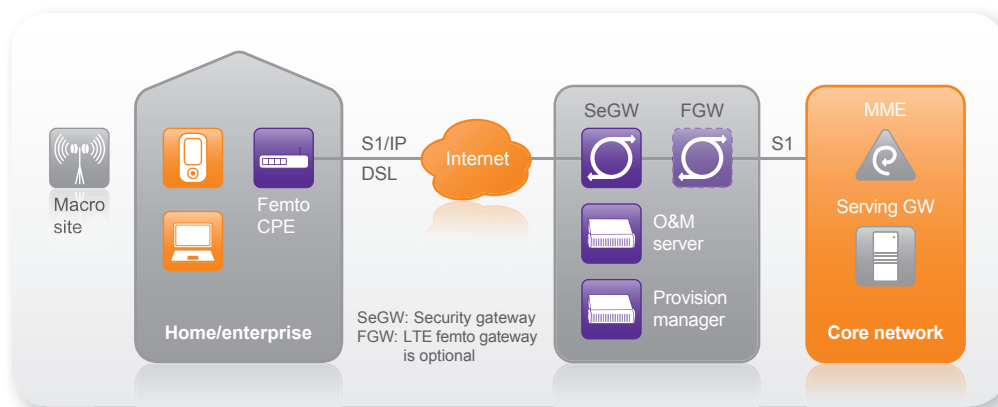 Macro
site
Femto
CPE
Home/enterprise
S1/IP
DSL
Internet
SeGW: Security gateway
FGW: LTE femto gateway
is optional
SeGW
FGW
O&M
server
Provision
manager
S1
MME
Serving GW
Core network